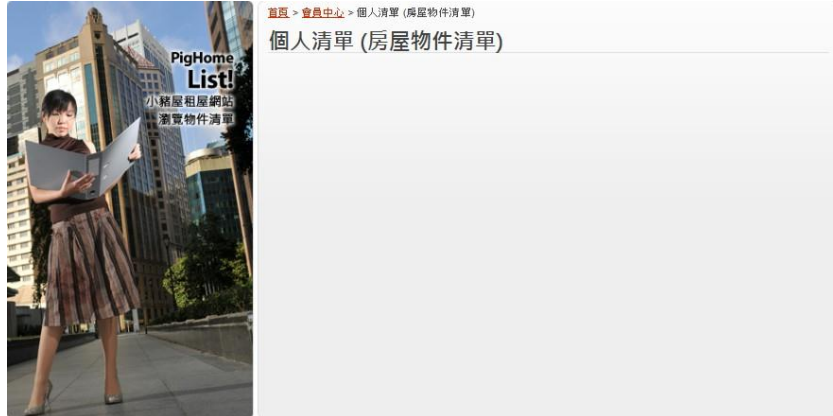 PigHome
List!
小豬屋租屋網站
瀏覽物件清單
首頁 > 會員中心 > 個人清單 (房屋物件清單)
個人清單 (房屋物件清單)